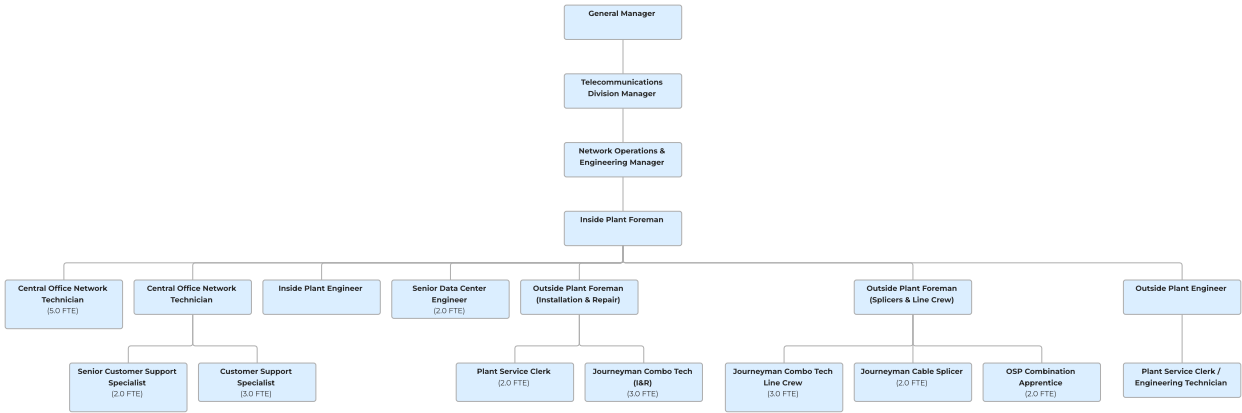 General Manager
Telecommunications
Division Manager
Network Operations &
Engineering Manager
Inside Plant Foreman
Central Office Network
Technician
(5.0 FTE)
Central Office Network
Technician
Inside Plant Engineer
Senior Data Center
Engineer
(2.0 FTE)
Outside Plant Foreman
(Installation & Repair)
Outside Plant Foreman
(Splicers & Line Crew)
Outside Plant Engineer
Senior Customer Support
Specialist
(2.0 FTE)
Customer Support
Specialist
(3.0 FTE)
Plant Service Clerk
(2.0 FTE)
Journeyman Combo Tech
(I&R)
(3.0 FTE)
Journeyman Combo Tech
Line Crew
(3.0 FTE)
Journeyman Cable Splicer
(2.0 FTE)
OSP Combination
Apprentice
(2.0 FTE)
Plant Service Clerk /
Engineering Technician